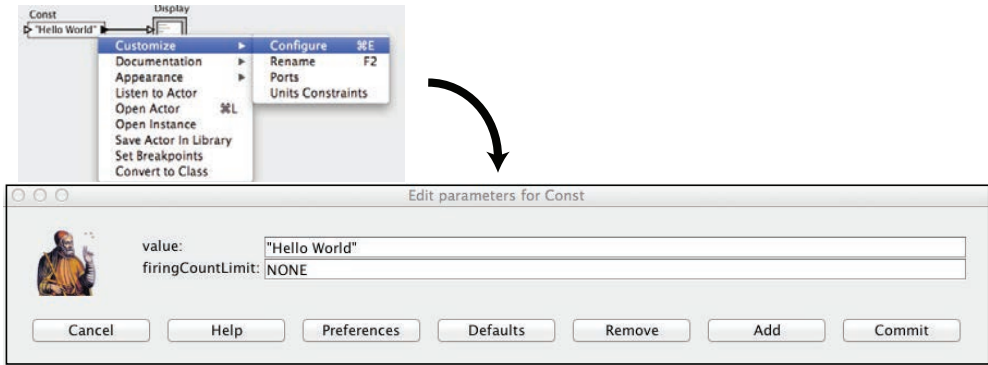 Const
Display
"Hello World"
Customize
Configure ⌘E
Documentation
Rename F2
Appearance
Ports
Listen to Actor
Units Constraints
Open Actor ⌘L
Open Instance
Save Actor In Library
Set Breakpoints
Convert to Class
Edit parameters for Const
value: "Hello World"
firingCountLimit: NONE
Cancel Help Preferences Defaults Remove Add Commit